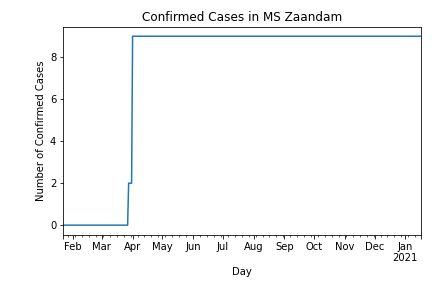 Confirmed Cases in MS Zaandam
Number of Confirmed Cases
8
6
4
2
0
Feb Mar Apr May Jun Jul Aug Sep Oct Nov Dec Jan
2021
Day